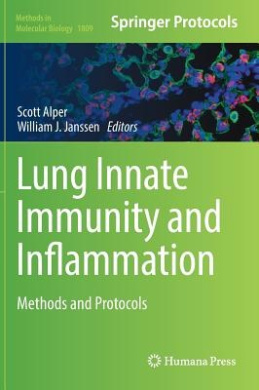 Methods in
Molecular Biology 1809
Springer Protocols
Scott Alper
William J. Janssen Editors
Lung Innate
Immunity and
Inflammation
Methods and Protocols
Humana Press